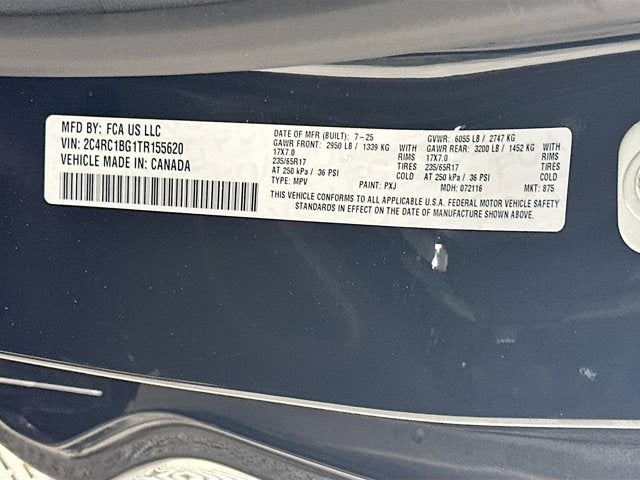 MFD BY: FCA US LLC
VIN: 2C4RC1BG1TR155620
VEHICLE MADE IN: CANADA
DATE OF MFR (BUILT): 7-25 GVWR: 6055 LB / 2747 KG
GAWR FRONT: 2950 LB / 1339 KG WITH GAWR REAR: 3200 LB / 1452 KG WITH
17X7.0 RIMS 17X7.0 RIMS
235/65R17 TIRES 235/65R17 TIRES
AT 250 kPa / 36 PSI COLD AT 250 kPa / 36 PSI COLD
TYPE: MPV PAINT: PXJ MDH: 072116 MKT: 875
THIS VEHICLE CONFORMS TO ALL APPLICABLE U.S.A. FEDERAL MOTOR VEHICLE SAFETY
STANDARDS IN EFFECT ON THE DATE OF MANUFACTURE SHOWN ABOVE.